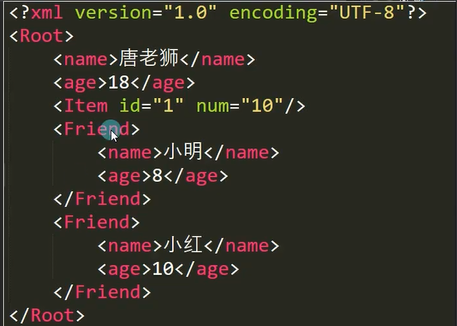 <?xml version="1.0" encoding="UTF-8"?>
<Root>
    <name>唐老狮</name>
    <age>18</age>
    <Item id="1" num="10"/>
    <Friend>
        <name>小明</name>
        <age>8</age>
    </Friend>
    <Friend>
        <name>小红</name>
        <age>10</age>
    </Friend>
</Root>